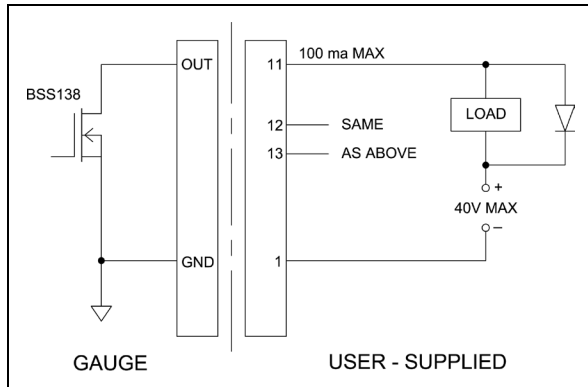 OUT
11
100 ma MAX
BSS138
LOAD
12
SAME
13
AS ABOVE
+
40V MAX
–
GND
1
GAUGE
USER - SUPPLIED